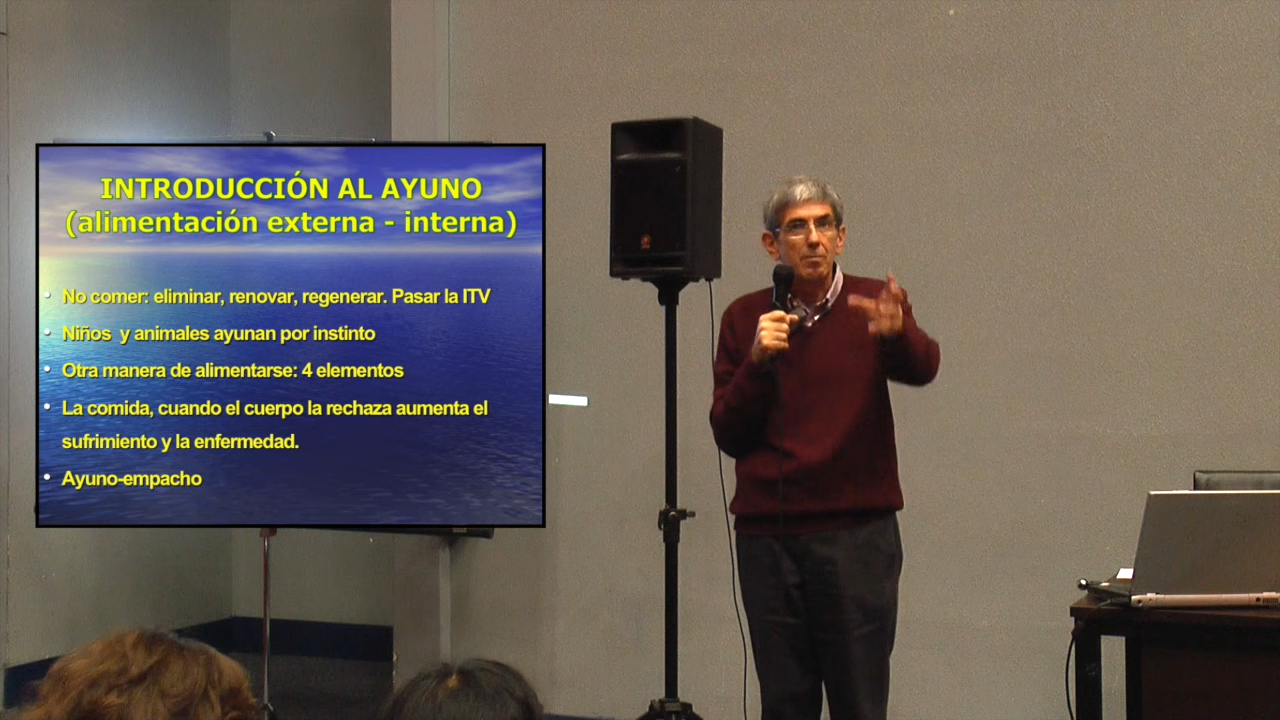 INTRODUCCIÓN AL AYUNO
(alimentación externa - interna)
• No comer: eliminar, renovar, regenerar. Pasar la ITV
• Niños y animales ayunan por instinto
• Otra manera de alimentarse: 4 elementos
• La comida, cuando el cuerpo la rechaza aumenta el
sufrimiento y la enfermedad.
• Ayuno-empacho